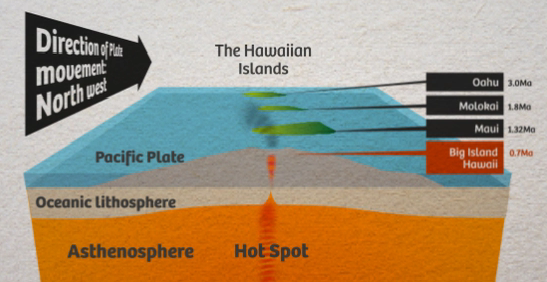 Direction of Plate
movement:
North west
The Hawaiian
Islands
Oahu 3.0Ma
Molokai 1.8Ma
Maui 1.32Ma
Big Island
Hawaii 0.7Ma
Pacific Plate
Oceanic Lithosphere
Asthenosphere
Hot Spot